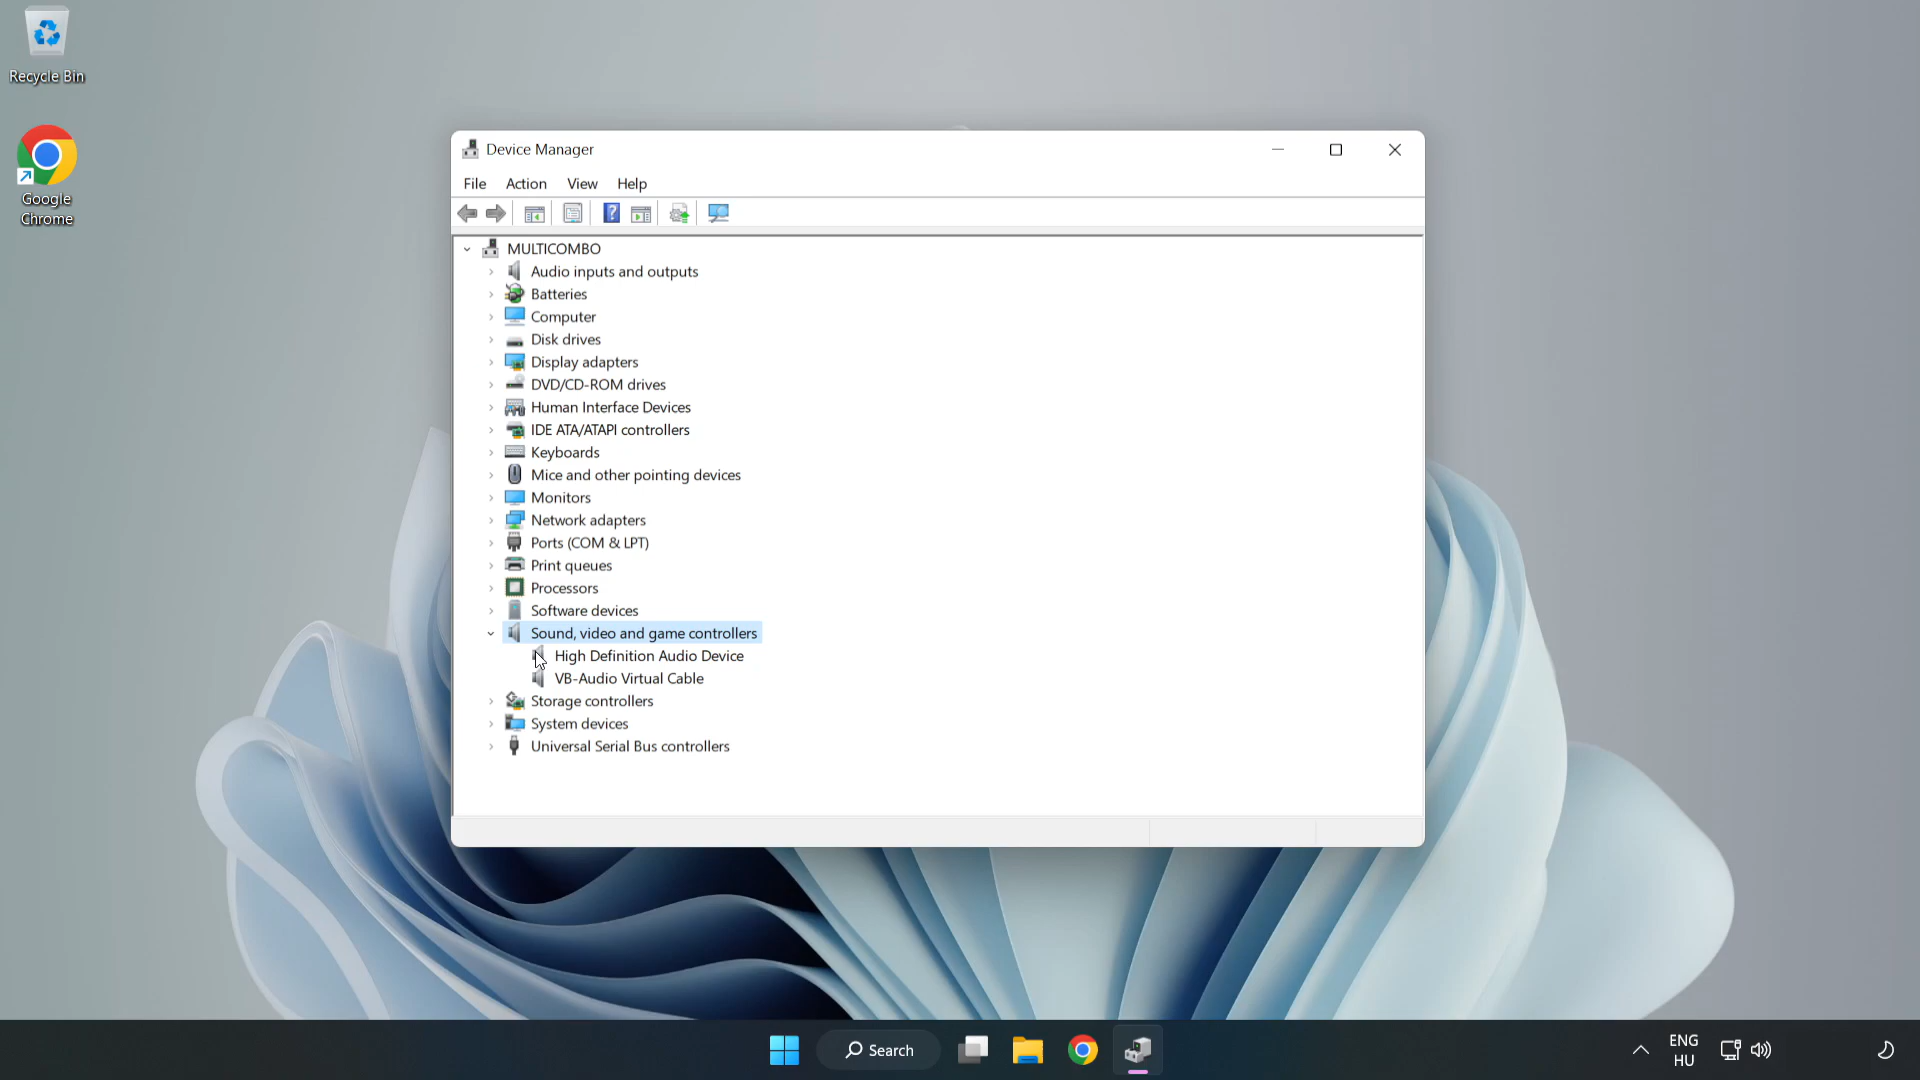 Recycle Bin
Google
Chrome
Device Manager
File Action View Help
MULTICOMBO
Audio inputs and outputs
Batteries
Computer
Disk drives
Display adapters
DVD/CD-ROM drives
Human Interface Devices
IDE ATA/ATAPI controllers
Keyboards
Mice and other pointing devices
Monitors
Network adapters
Ports (COM & LPT)
Print queues
Processors
Software devices
Sound, video and game controllers
High Definition Audio Device
VB-Audio Virtual Cable
Storage controllers
System devices
Universal Serial Bus controllers
Search
ENG
HU